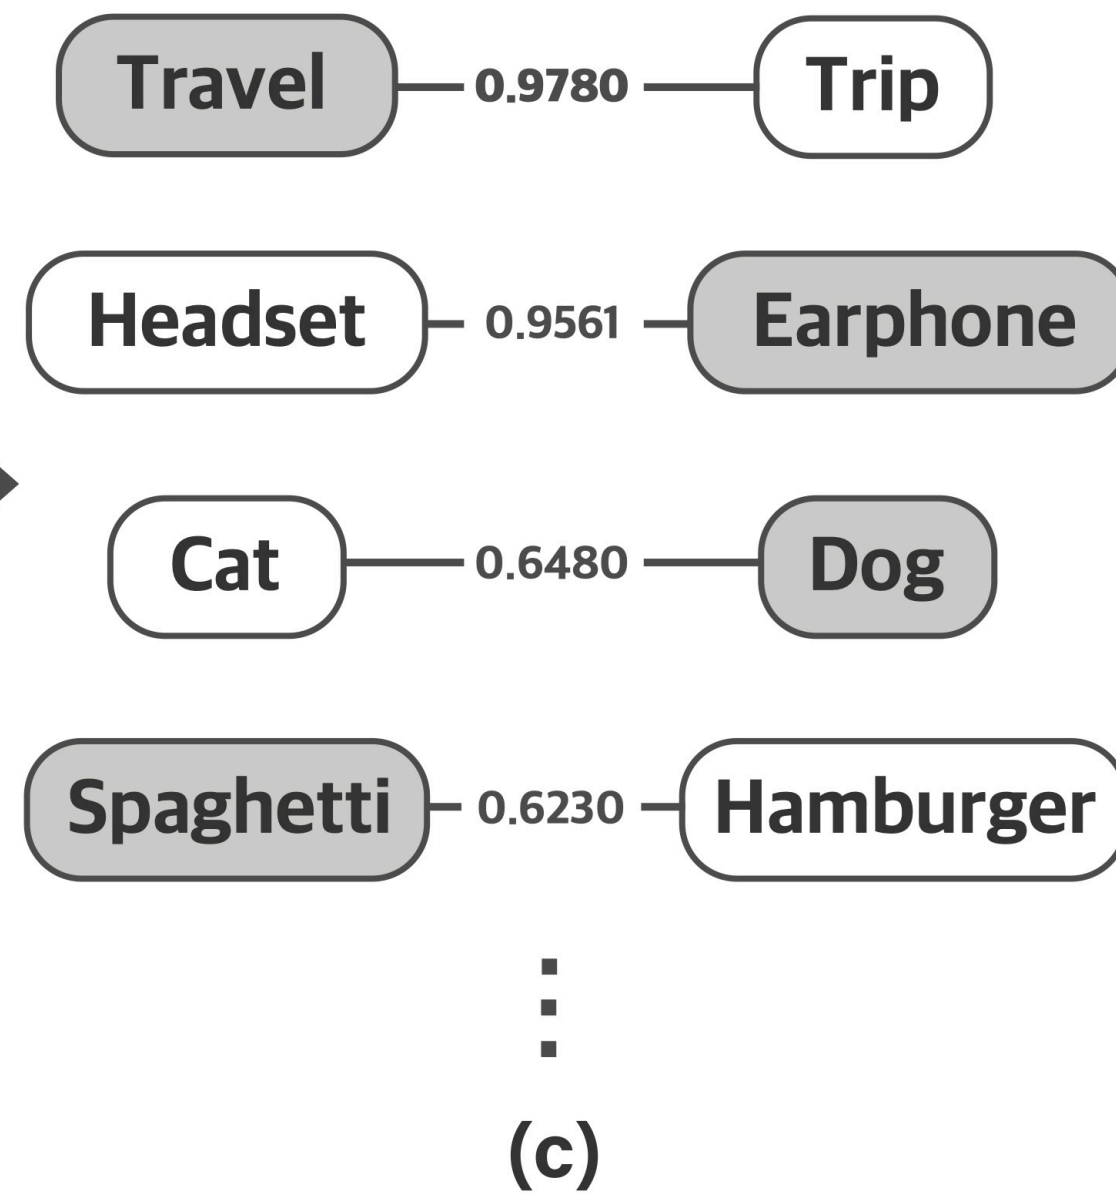 Travel 0.9780 Trip
Headset 0.9561 Earphone
Cat 0.6480 Dog
Spaghetti 0.6230 Hamburger
(c)